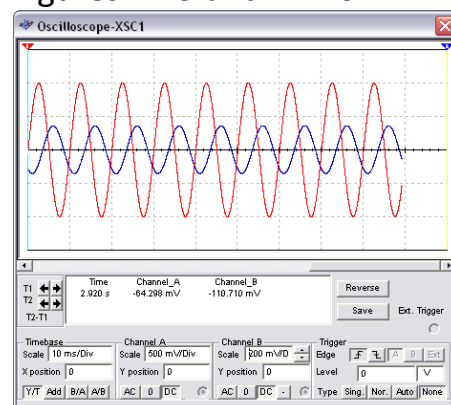 Oscilloscope-XSC1
Time Channel_A Channel_B
T1 2.920 s -64.298 mV -110.710 mV
T2
T2-T1
Reverse
Save
Ext. Trigger
Timebase
Scale 10 ms/Div
X position 0
Y/T Add B/A A/B
Channel A
Scale 500 mV/Div
Y position 0
AC 0 DC
Channel B
Scale 200 mV/D
Y position 0
AC 0 DC -
Trigger
Edge A B Ext
Level 0 V
Type Sing. Nor. Auto None